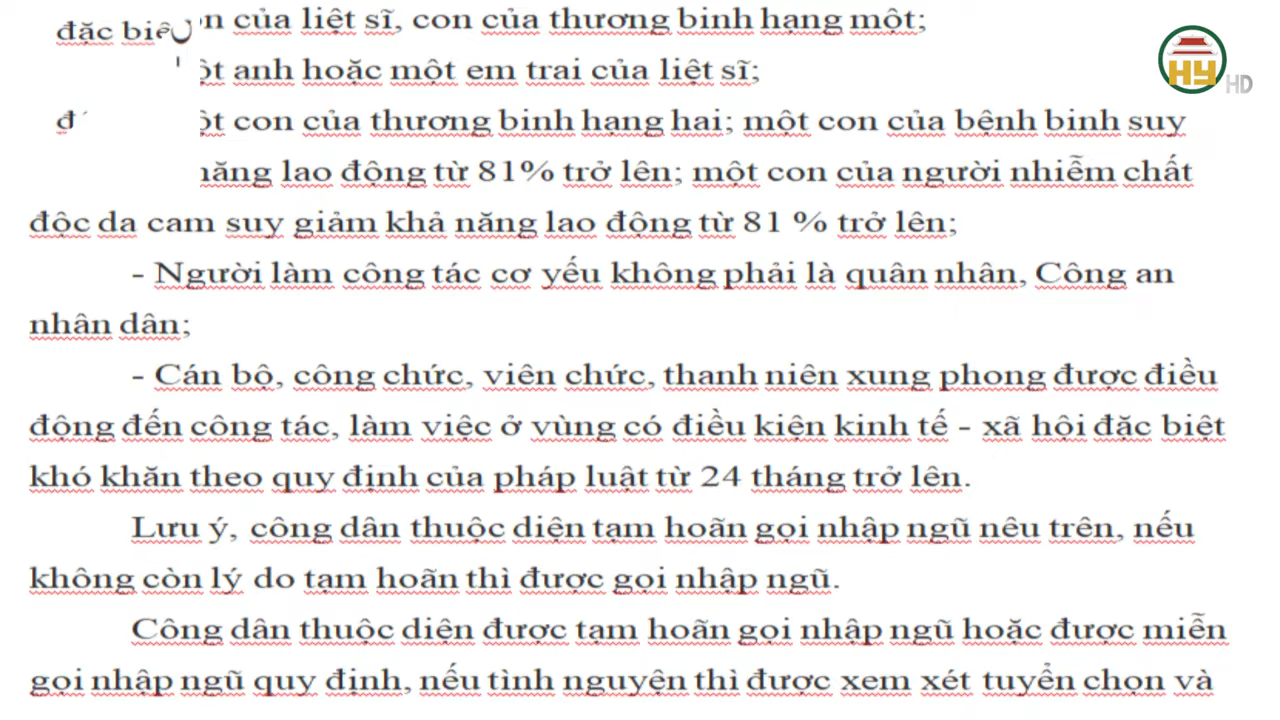 đặc biệ
n của liệt sĩ, con của thương binh hạng một;
ột anh hoặc một em trai của liệt sĩ;
ột con của thương binh hạng hai; một con của bệnh binh suy
năng lao động từ 81% trở lên; một con của người nhiễm chất
độc da cam suy giảm khả năng lao động từ 81 % trở lên;
- Người làm công tác cơ yếu không phải là quân nhân, Công an
nhân dân;
- Cán bộ, công chức, viên chức, thanh niên xung phong được điều
động đến công tác, làm việc ở vùng có điều kiện kinh tế - xã hội đặc biệt
khó khăn theo quy định của pháp luật từ 24 tháng trở lên.
Lưu ý, công dân thuộc diện tạm hoãn gọi nhập ngũ nêu trên, nếu
không còn lý do tạm hoãn thì được gọi nhập ngũ.
Công dân thuộc diện được tạm hoãn gọi nhập ngũ hoặc được miễn
gọi nhập ngũ quy định, nếu tình nguyện thì được xem xét tuyển chọn và
HY HD